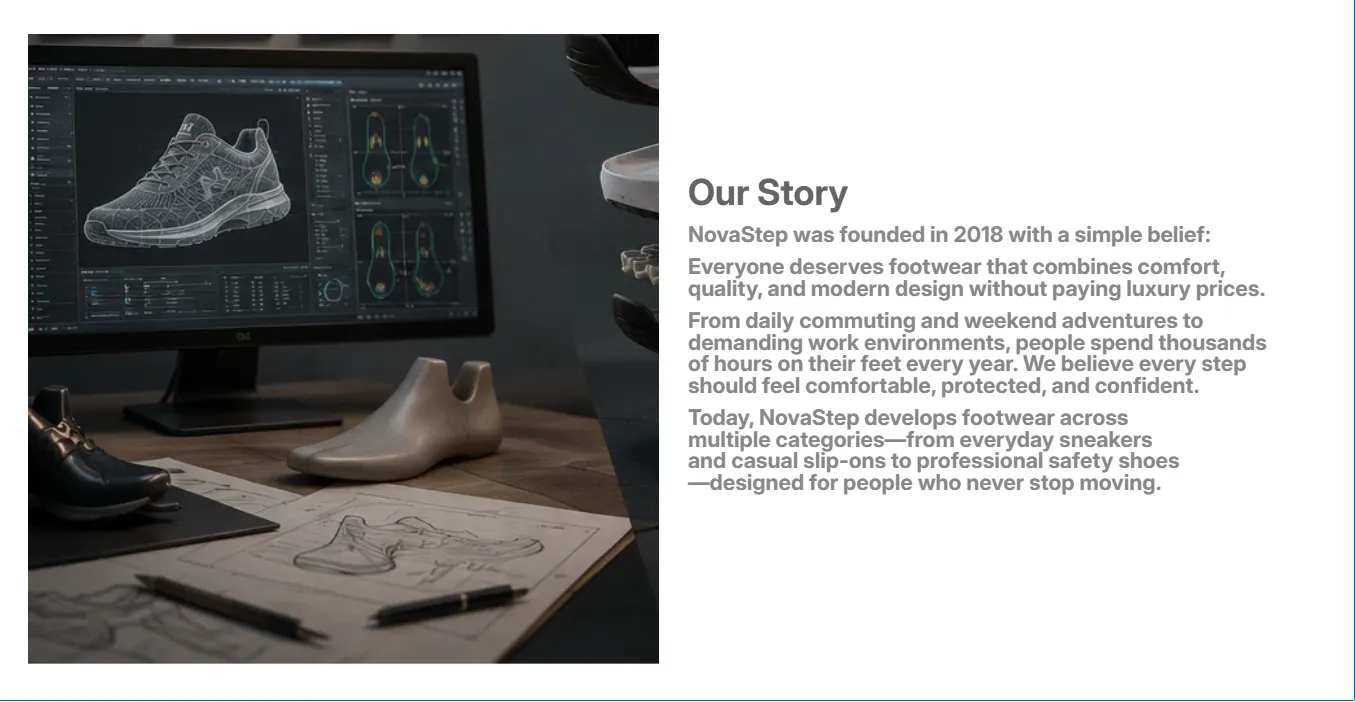 Our Story
NovaStep was founded in 2018 with a simple belief:
Everyone deserves footwear that combines comfort,
quality, and modern design without paying luxury prices.
From daily commuting and weekend adventures to
demanding work environments, people spend thousands
of hours on their feet every year. We believe every step
should feel comfortable, protected, and confident.
Today, NovaStep develops footwear across
multiple categories—from everyday sneakers
and casual slip-ons to professional safety shoes
—designed for people who never stop moving.